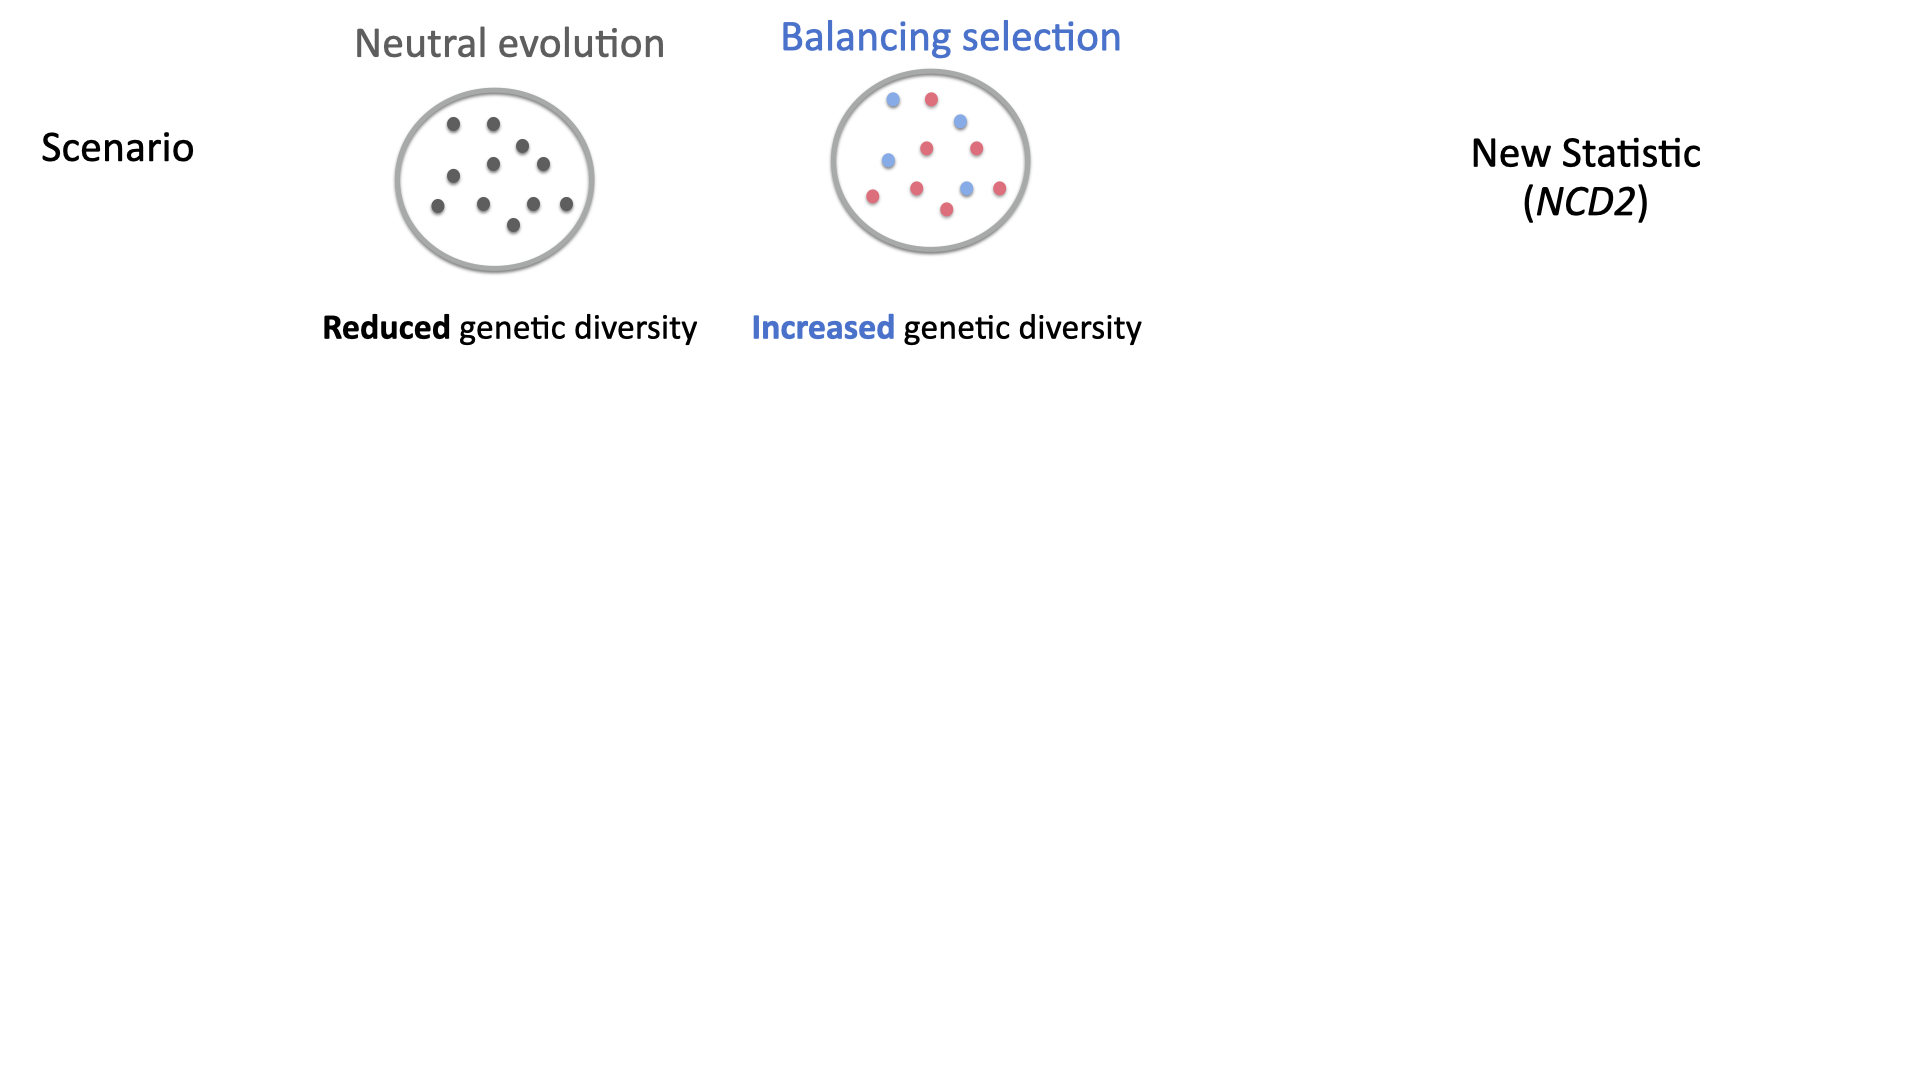 Neutral evolution
Balancing selection
Scenario
New Statistic
(NCD2)
Reduced genetic diversity
Increased genetic diversity